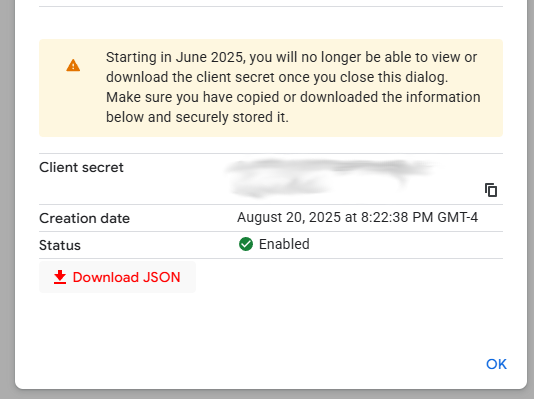 Starting in June 2025, you will no longer be able to view or
download the client secret once you close this dialog.
Make sure you have copied or downloaded the information
below and securely stored it.
Client secret
Creation date August 20, 2025 at 8:22:38 PM GMT-4
Status Enabled
Download JSON
OK